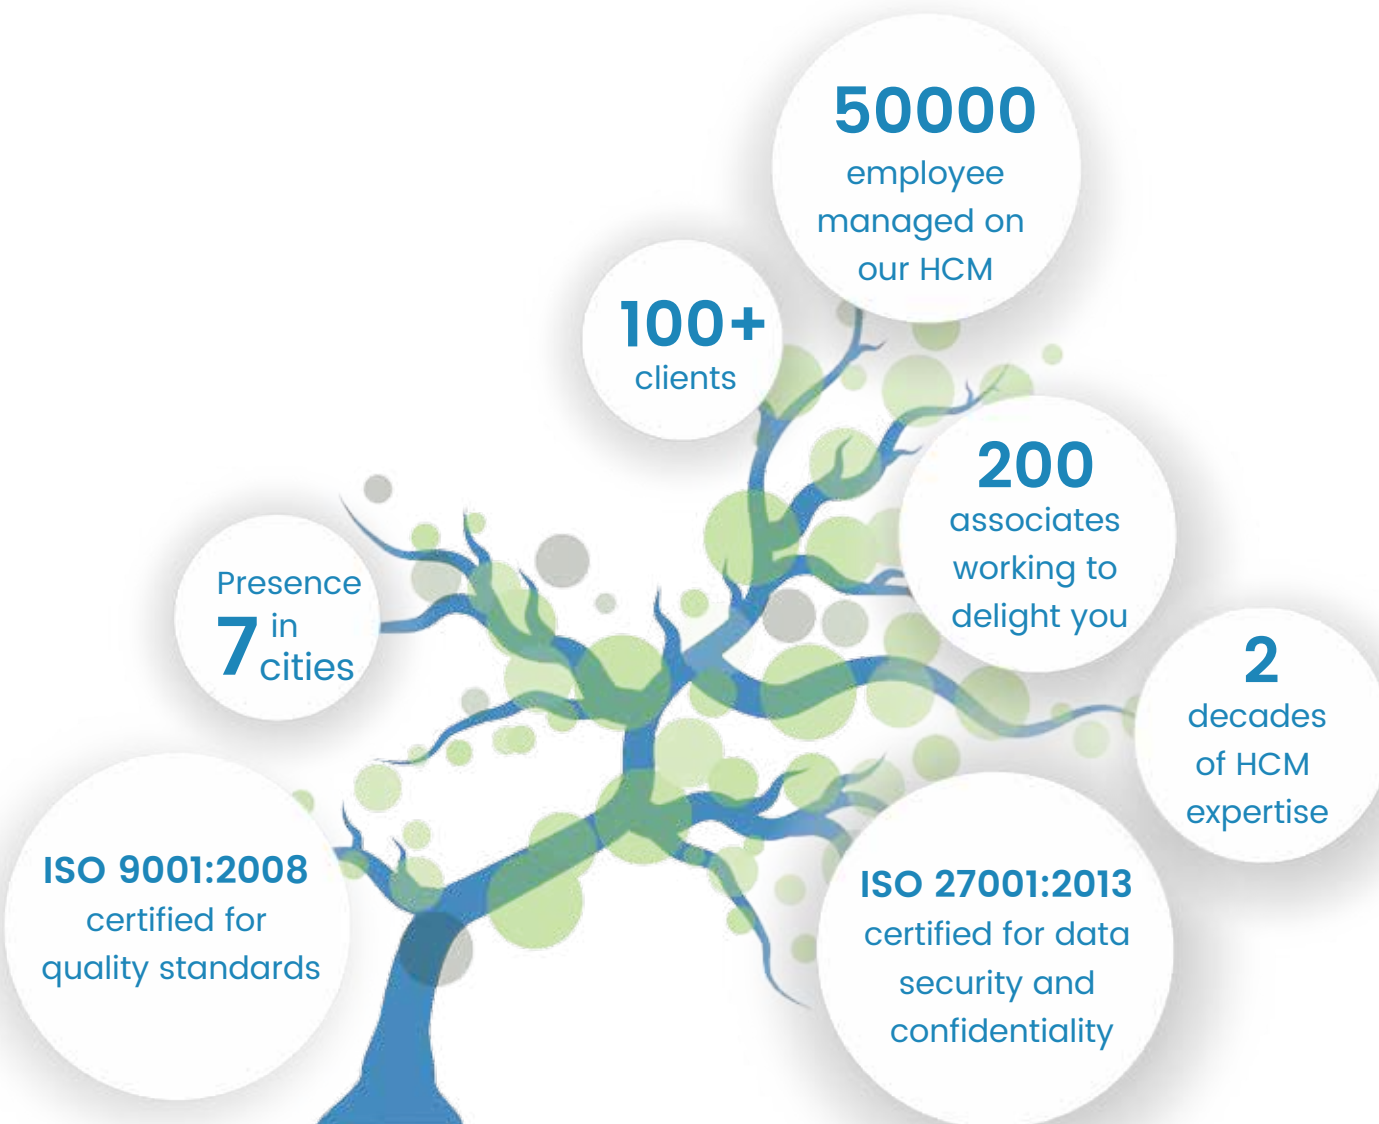 50000
employee
managed on
our HCM
100+
clients
200
associates
working to
delight you
Presence
7 in
cities
2
decades
of HCM
expertise
ISO 9001:2008
certified for
quality standards
ISO 27001:2013
certified for data
security and
confidentiality